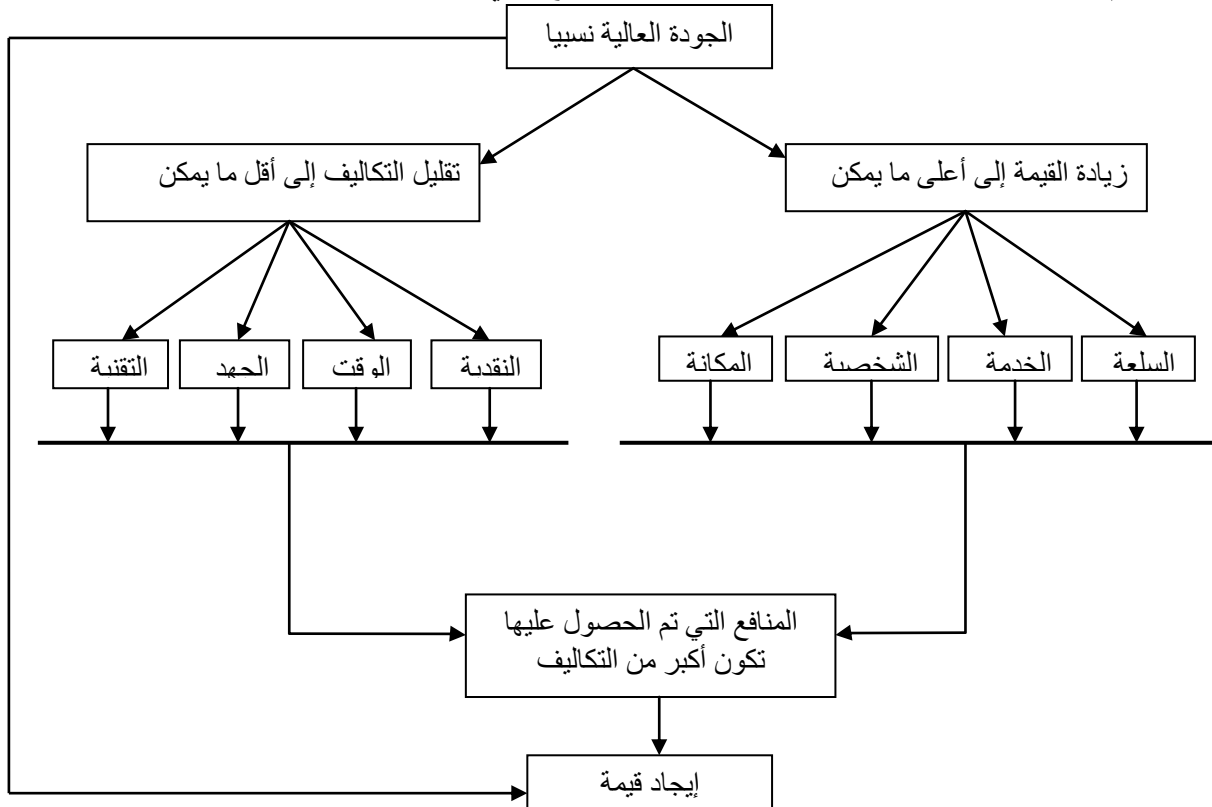 الجودة العالية نسبيا
زيادة القيمة إلى أعلى ما يمكن
تقليل التكاليف إلى أقل ما يمكن
السلعة
الخدمة
الشخصية
المكانة
النقدية
الوقت
الجهد
التقنية
المنافع التي تم الحصول عليها
تكون أكبر من التكاليف
إيجاد قيمة